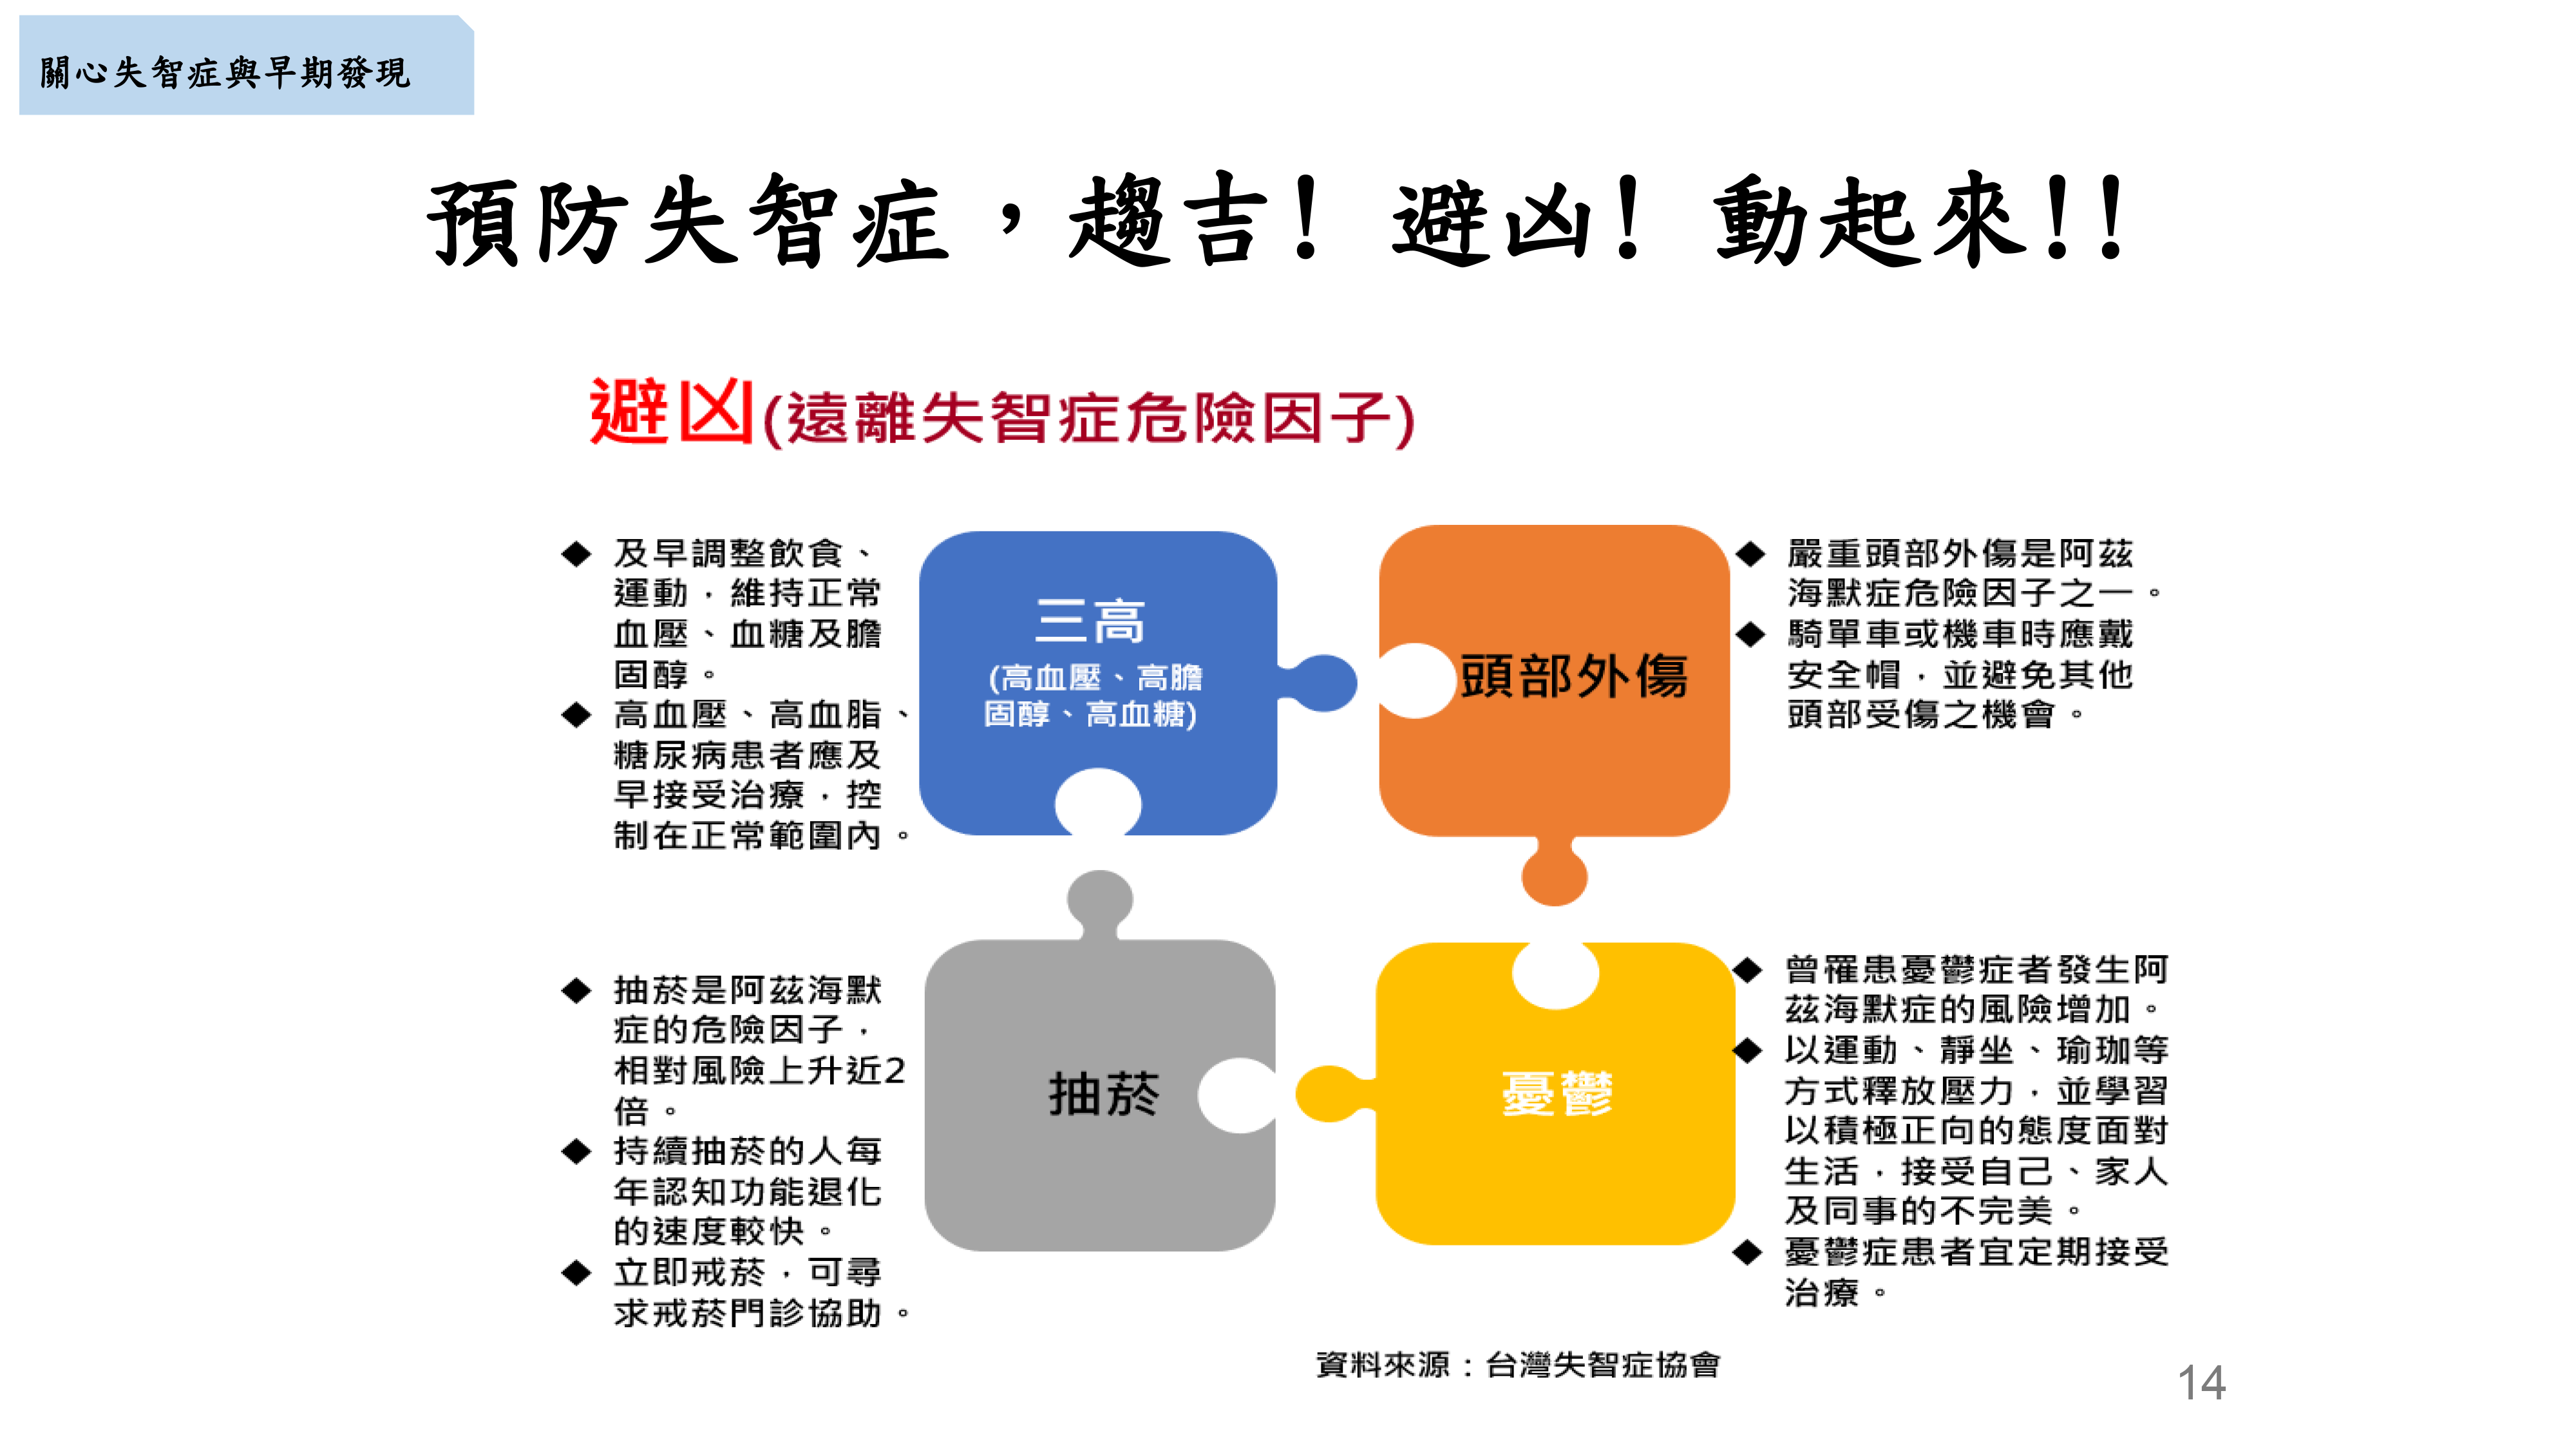 關心失智症與早期發現
預防失智症，趨吉! 避凶! 動起來!!
避凶(遠離失智症危險因子)
◆ 及早調整飲食、
運動，維持正常
血壓、血糖及膽
固醇。
◆ 高血壓、高血脂、
糖尿病患者應及
早接受治療，控
制在正常範圍內。
三高
(高血壓、高膽
固醇、高血糖)
頭部外傷
◆ 嚴重頭部外傷是阿茲
海默症危險因子之一。
◆ 騎單車或機車時應戴
安全帽，並避免其他
頭部受傷之機會。
◆ 抽菸是阿茲海默
症的危險因子，
相對風險上升近2
倍。
◆ 持續抽菸的人每
年認知功能退化
的速度較快。
◆ 立即戒菸，可尋
求戒菸門診協助。
抽菸
憂鬱
◆ 曾罹患憂鬱症者發生阿
茲海默症的風險增加。
◆ 以運動、靜坐、瑜珈等
方式釋放壓力，並學習
以積極正向的態度面對
生活，接受自己、家人
及同事的不完美。
◆ 憂鬱症患者宜定期接受
治療。
資料來源：台灣失智症協會
14